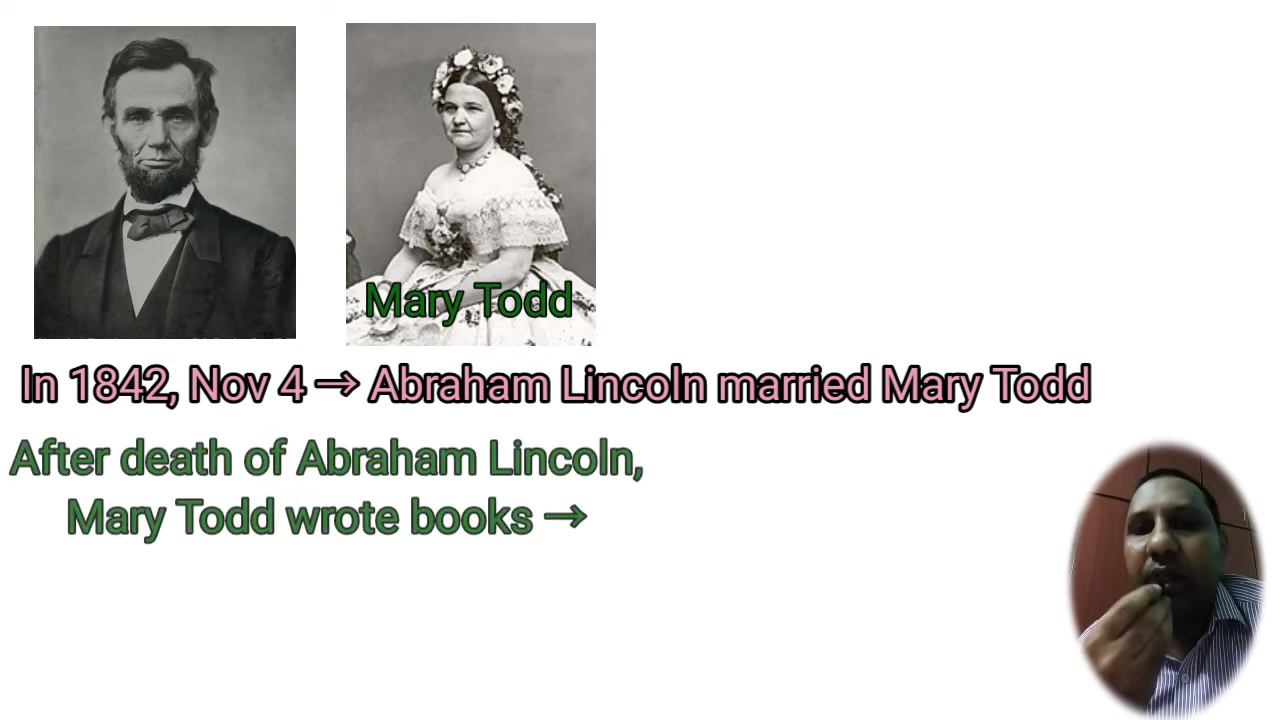 Mary Todd
In 1842, Nov 4 → Abraham Lincoln married Mary Todd
After death of Abraham Lincoln,
Mary Todd wrote books →